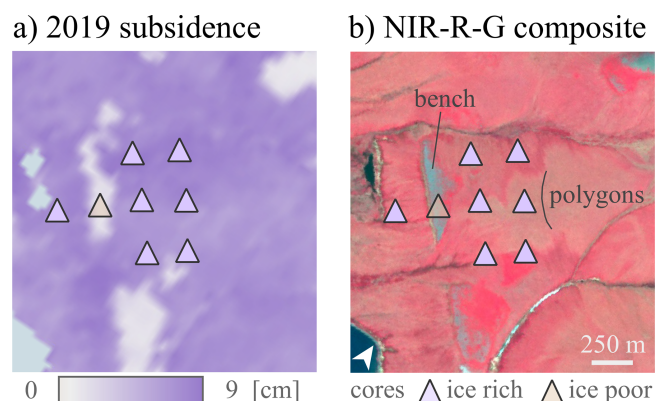 a) 2019 subsidence
b) NIR-R-G composite
bench
polygons
250 m
0 9 [cm]
cores ice rich ice poor